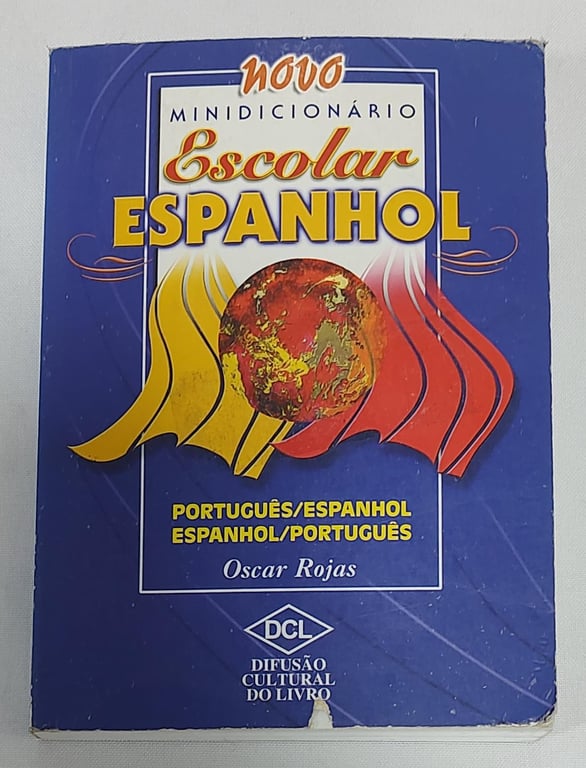 novo
MINIDICIONÁRIO
Escolar
ESPANHOL
PORTUGUÊS/ESPANHOL
ESPANHOL/PORTUGUÊS
Oscar Rojas
DCL
DIFUSÃO
CULTURAL
DO LIVRO